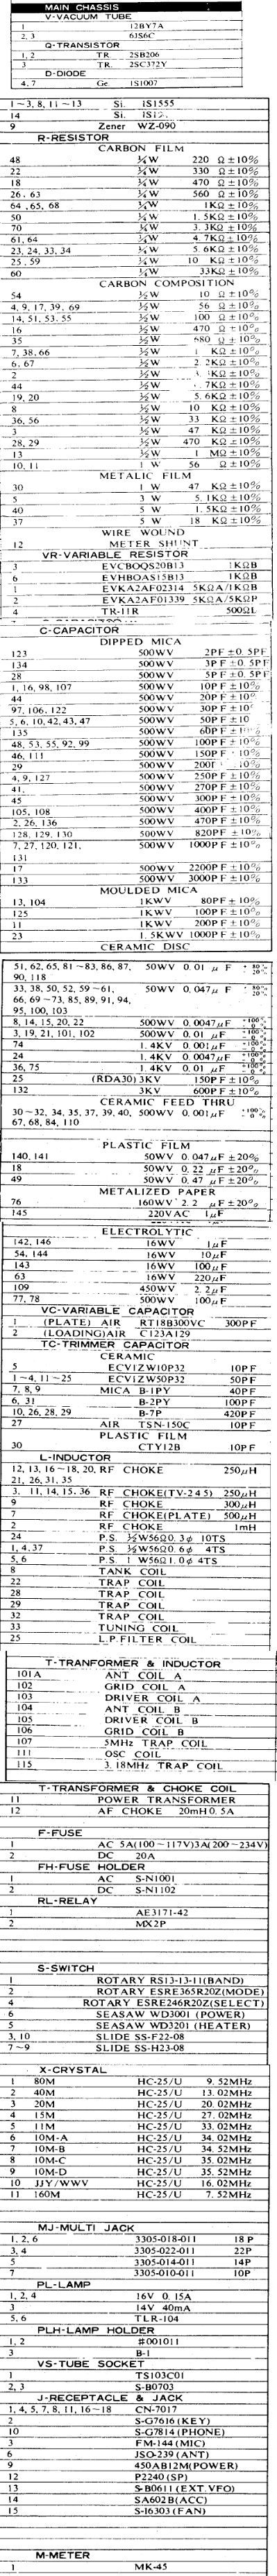 MAIN CHASSIS
V-VACUUM TUBE
1 12BY7A
2, 3 6JS6C
Q-TRANSISTOR
1, 2 TR. 2SB206
3 TR. 2SC372Y
D-DIODE
4, 7 Ge. 1S1007
1~3, 8, 11~13 Si. 1S1555
14 Si.
9 Zener WZ-090
R-RESISTOR
CARBON FILM
48 ¼W 220 Ω ±10%
22 ¼W 330 Ω ±10%
18 ¼W 470 Ω ±10%
26, 63 ¼W 560 Ω ±10%
64, 65, 68 ¼W 1KΩ ±10%
50 ¼W 1. 5KΩ ±10%
70 ¼W 3. 3KΩ ±10%
61, 64 ¼W 4. 7KΩ ±10%
23, 24, 33, 34 ¼W 5. 6KΩ ±10%
25, 59 ¼W 10 KΩ ±10%
60 ¼W 33KΩ ±10%
CARBON COMPOSITION
54 ½W 10 Ω ±10%
4, 9, 17, 39, 69 ½W 56 Ω ±10%
14, 51, 53, 55 ½W 100 Ω ±10%
16 ½W 470 Ω ±10%
35 ½W 680 Ω ±10%
7, 38, 66 ½W 1 KΩ ±10%
6, 67 ½W 2. 2KΩ ±10%
2 ½W KΩ ±10%
44 ½W 7KΩ ±10%
19, 20 ½W 5. 6KΩ ±10%
8 ½W 10 KΩ ±10%
36, 56 ½W 33 KΩ ±10%
3 ½W 47 KΩ ±10%
28, 29 ½W 470 KΩ ±10%
13 ½W 1 MΩ ±10%
10, 11 1 W 56 Ω ±10%
METALIC FILM
30 1 W 47 KΩ ±10%
5 3 W 5. 1KΩ ±10%
40 5 W 1. 5KΩ ±10%
37 5 W 18 KΩ ±10%
WIRE WOUND
12 METER SHUNT
VR-VARIABLE RESISTOR
3 EVCBOQS20B13 1KΩB
6 EVHBOAS15B13 1KΩB
1 EVKA2AF02314 5KΩA/1KΩB
2 EVKA2AF01339 5KΩA/5KΩP
4 TR-11R 500ΩL
C-CAPACITOR
DIPPED MICA
123 500WV 2PF ±0. 5PF
134 500WV 3PF ±0. 5PF
28 500WV 5PF ±0. 5PF
1, 16, 98, 107 500WV 10PF ±10%
44 500WV 20PF ±10%
97, 106, 122 500WV 30PF ±10
5, 6, 10, 42, 43, 47 500WV 50PF ±10
135 500WV 60PF ±10%
48, 53, 55, 92, 99 500WV 100PF ±10%
46, 111 500WV 150PF ±10%
29 500WV 200 ±10%
4, 9, 127 500WV 250PF ±10%
41, 500WV 270PF ±10%
45 500WV 300PF ±10%
105, 108 500WV 400PF ±10%
2, 26, 136 500WV 470PF ±10%
128, 129, 130 500WV 820PF ±10%
7, 27, 120, 121, 500WV 1000PF ±10%
131
17 500WV 2200PF ±10%
133 500WV 3000PF ±10%
MOULDED MICA
13, 104 1KWV 80PF ±10%
125 1KWV 100PF ±10%
11 1KWV 200PF ±10%
23 1. 5KWV 1000PF ±10%
CERAMIC DISC
51, 62, 65, 81~83, 86, 87, 50WV 0. 01 μF +80% -20%
90, 118
33, 38, 50, 52, 59~61, 50WV 0. 047μF +80% -20%
66, 69~73, 85, 89, 91, 94,
95, 100, 103
8, 14, 15, 20, 22 500WV 0. 0047μF +100% -0%
3, 19, 21, 101, 102 500WV 0. 01 μF +100% -0%
74 1. 4KV 0. 001μF +100% -0%
24 1. 4KV 0. 0047μF +100% -0%
36, 75 1. 4KV 0. 01 μF +100% -0%
25 (RDA30) 3KV 150PF ±10%
132 3KV 600PF ±10%
CERAMIC FEED THRU
30~32, 34, 35, 37, 39, 40, 500WV 0. 001μF +100% -0%
67, 68, 84, 110
PLASTIC FILM
140, 141 50WV 0. 047μF ±20%
18 50WV 0. 22 μF ±20%
49 50WV 0. 47 μF ±20%
METALIZED PAPER
76 160WV 2. 2 μF ±20%
145 220VAC 1μF
ELECTROLYTIC
142, 146 16WV 1μF
54, 144 16WV 10μF
143 16WV 100μF
63 16WV 220μF
109 450WV 2. 2μF
77, 78 500WV 100μF
VC-VARIABLE CAPACITOR
1 (PLATE) AIR RT18B300VC 300PF
2 (LOADING)AIR C123A129
TC-TRIMMER CAPACITOR
CERAMIC
5 ECV1ZW10P32 10PF
1~4, 11~25 ECV1ZW50P32 50PF
7, 8, 9 MICA B-1PY 40PF
6, 31 B-2PY 100PF
10, 26, 28, 29 B-7P 420PF
27 AIR TSN-150C 10PF
PLASTIC FILM
30 CTY12B 10PF
L-INDUCTOR
12, 13, 16~18, 20, RF CHOKE 250μH
21, 26, 31, 35
3, 11, 14, 15, 36 RF CHOKE(TV-245) 250μH
9 RF CHOKE 300μH
7 RF CHOKE(PLATE) 500μH
2 RF CHOKE 1mH
24 P.S. ½W56Ω0. 3φ 10TS
1, 4, 37 P.S. ½W56Ω0. 6φ 4TS
5, 6 P.S. 1 W56Ω1. 0φ 4TS
8 TANK COIL
22 TRAP COIL
28 TRAP COIL
29 TRAP COIL
32 TRAP COIL
33 TUNING COIL
25 L.P.FILTER COIL
T-TRANFORMER & INDUCTOR
101A ANT COIL A
102 GRID COIL A
103 DRIVER COIL A
104 ANT COIL B
105 DRIVER COIL B
106 GRID COIL B
107 5MHz TRAP COIL
111 OSC COIL
115 3. 18MHz TRAP COIL
T-TRANSFORMER & CHOKE COIL
11 POWER TRANSFORMER
12 AF CHOKE 20mH 0. 5A
F-FUSE
1 AC 5A(100~117V)3A(200~234V)
2 DC 20A
FH-FUSE HOLDER
1 AC S-N1001
2 DC S-N1102
RL-RELAY
1 AE3171-42
2 MX2P
S-SWITCH
1 ROTARY RS13-13-11(BAND)
2 ROTARY ESRE365R20Z(MODE)
4 ROTARY ESRE246R20Z(SELECT)
6 SEASAW WD3001 (POWER)
5 SEASAW WD3201 (HEATER)
3, 10 SLIDE SS-F22-08
7~9 SLIDE SS-H23-08
X-CRYSTAL
1 80M HC-25/U 9. 52MHz
2 40M HC-25/U 13. 02MHz
3 20M HC-25/U 20. 02MHz
4 15M HC-25/U 27. 02MHz
5 11M HC-25/U 33. 02MHz
6 10M-A HC-25/U 34. 02MHz
7 10M-B HC-25/U 34. 52MHz
8 10M-C HC-25/U 35. 02MHz
9 10M-D HC-25/U 35. 52MHz
10 JJY/WWV HC-25/U 16. 02MHz
11 160M HC-25/U 7. 52MHz
MJ-MULTI JACK
1, 2, 6 3305-018-011 18P
3, 4 3305-022-011 22P
5 3305-014-011 14P
7 3305-010-011 10P
PL-LAMP
1, 2, 4 16V 0. 15A
3 14V 40mA
5, 6 TLR-104
PLH-LAMP HOLDER
1, 2 #001011
3 B-1
VS-TUBE SOCKET
1 TS103C01
2, 3 S-B0703
J-RECEPTACLE & JACK
1, 4, 5, 7, 8, 11, 16~18 CN-7017
2 S-G7616 (KEY)
10 S-G7814 (PHONE)
3 FM-144 (MIC)
6 JSO-239 (ANT)
9 450AB12M(POWER)
12 P2240 (SP)
13 S-B0611 (EXT. VFO)
14 SA602B(ACC)
15 S-16303 (FAN)
M-METER
1 MK-45